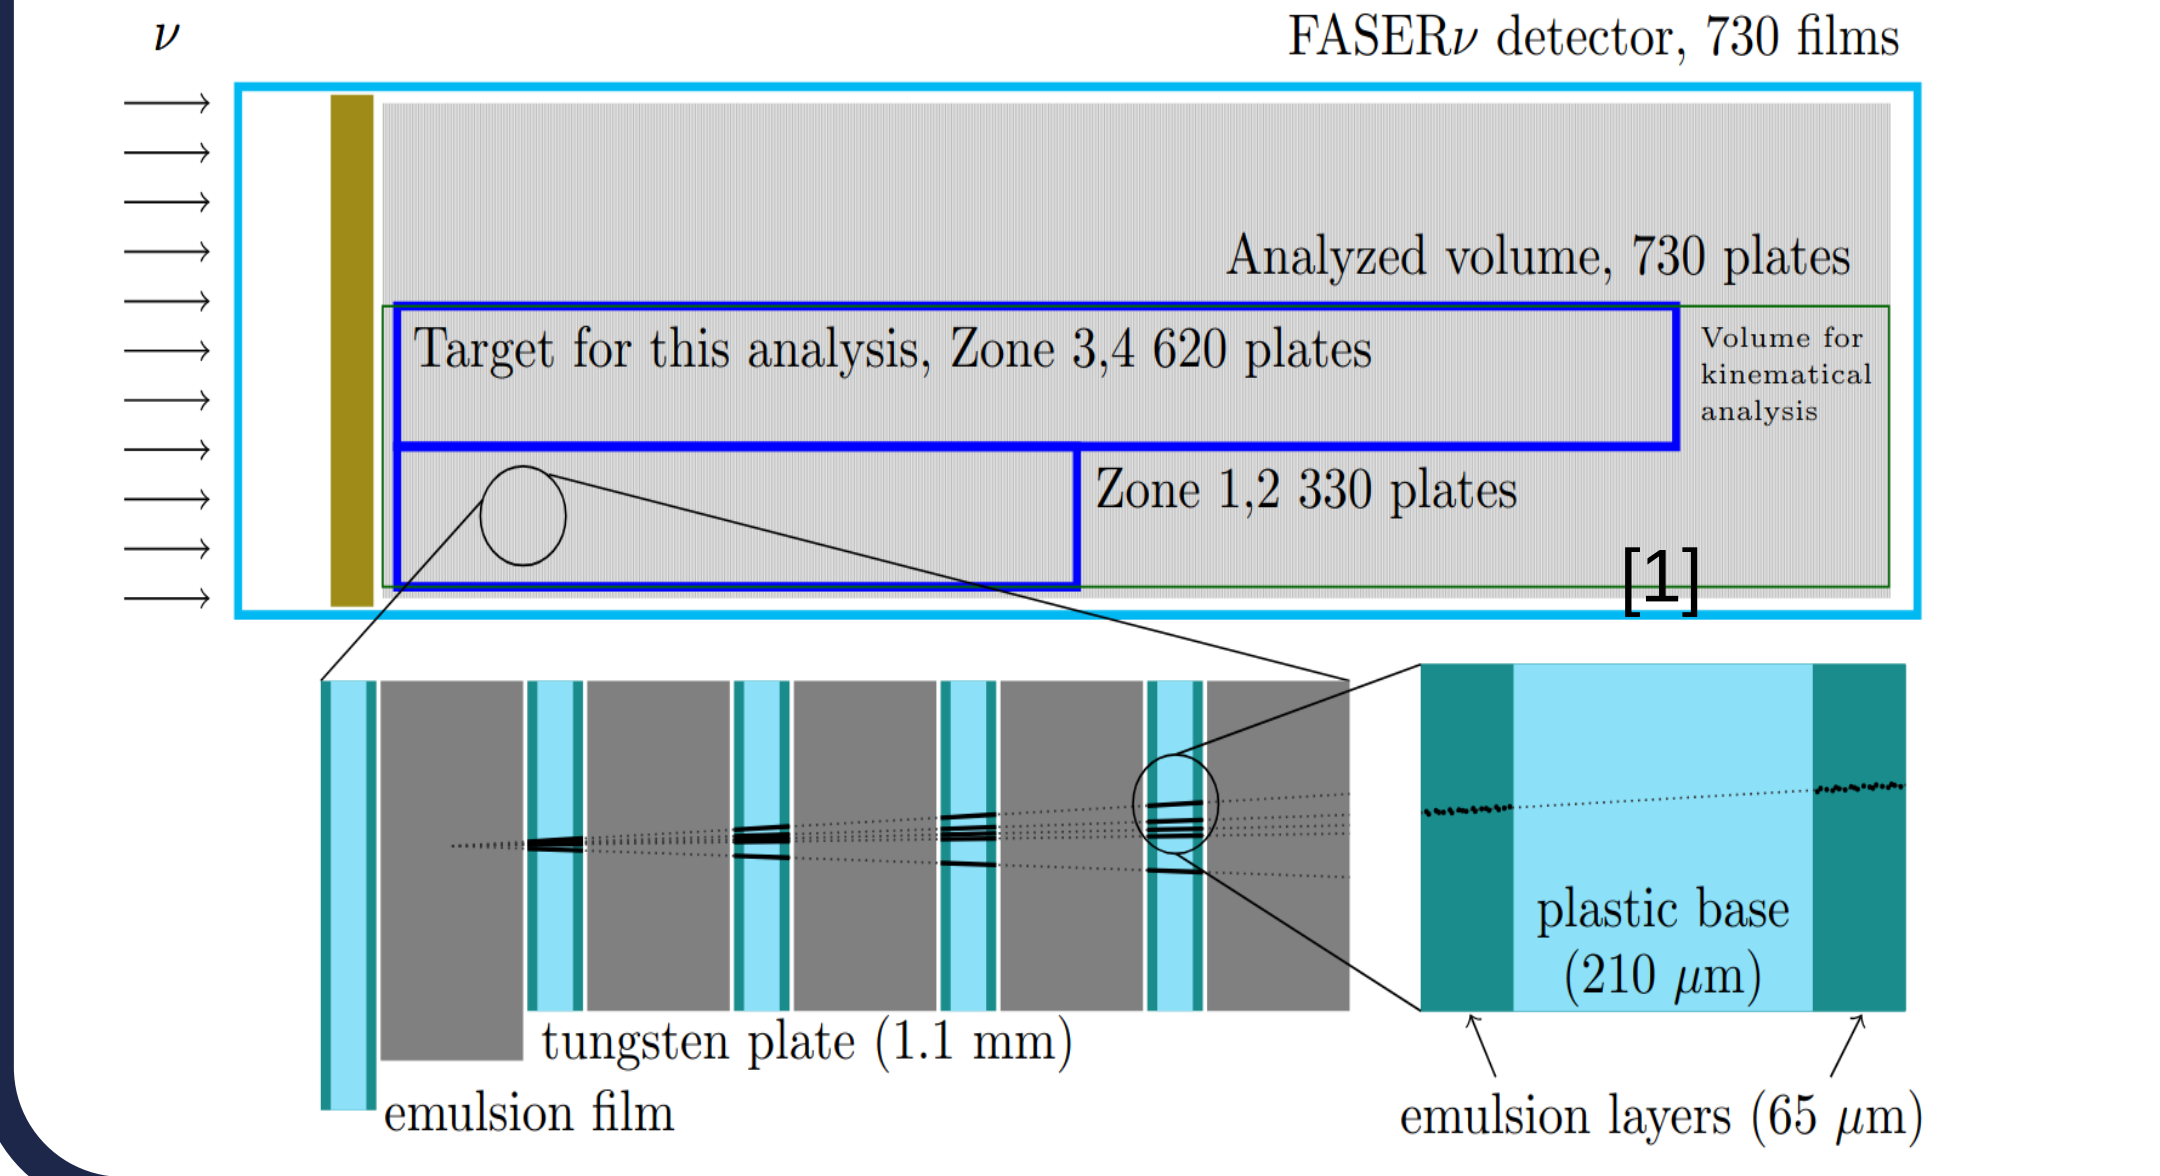 ν
FASERν detector, 730 films
Analyzed volume, 730 plates
Target for this analysis, Zone 3,4 620 plates
Volume for
kinematical
analysis
Zone 1,2 330 plates
[1]
tungsten plate (1.1 mm)
emulsion film
plastic base
(210 μm)
emulsion layers (65 μm)